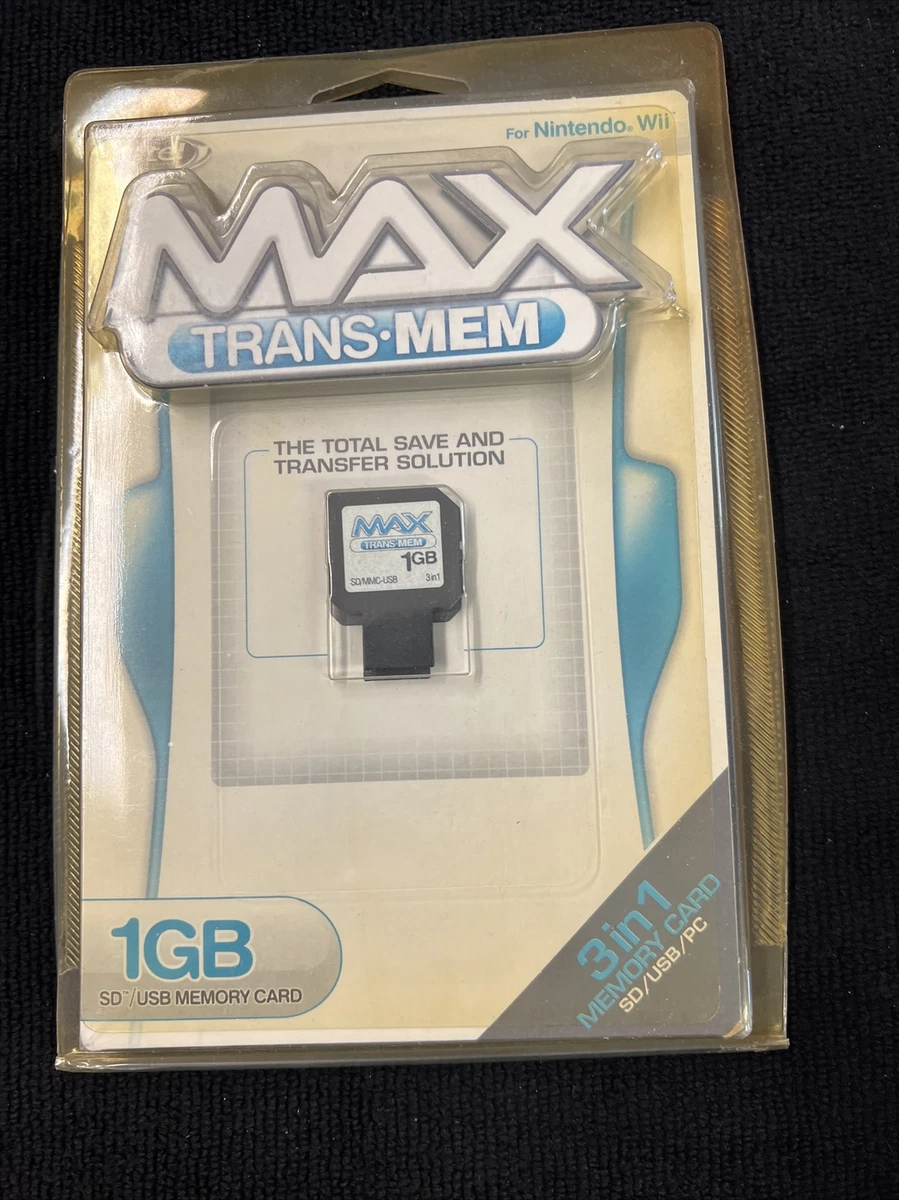 For Nintendo® Wii
MAX
TRANS·MEM
THE TOTAL SAVE AND
TRANSFER SOLUTION
MAX
TRANS·MEM
1GB
SD/MMC-USB 3in1
1GB
SD™/USB MEMORY CARD
3in1
MEMORY CARD
SD/USB/PC